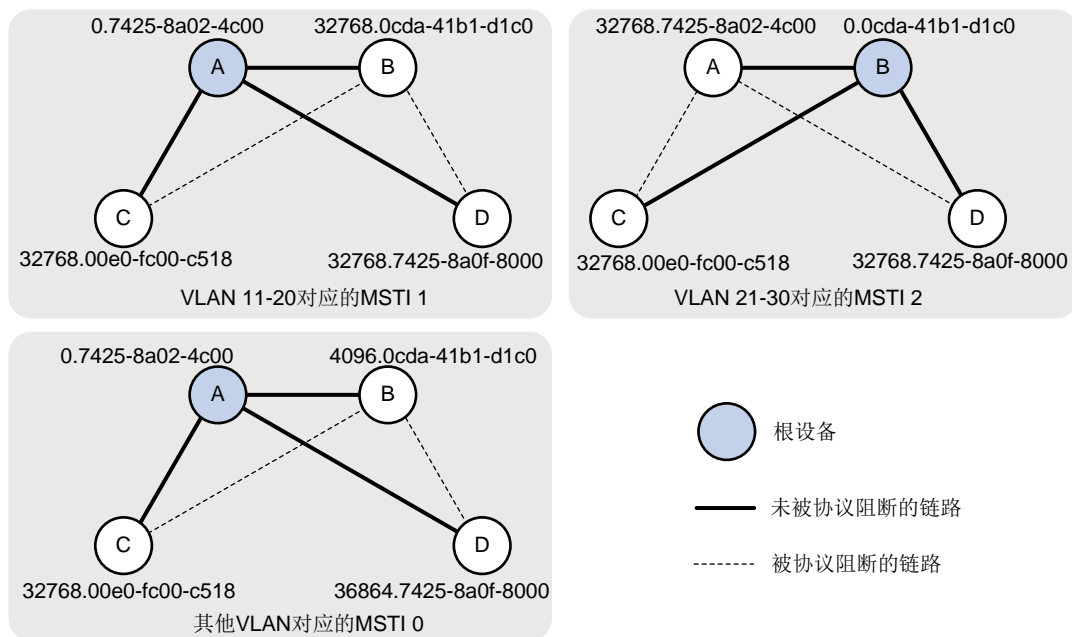 0.7425-8a02-4c00
32768.0cda-41b1-d1c0
A
B
C
D
32768.00e0-fc00-c518
32768.7425-8a0f-8000
VLAN 11-20对应的MSTI 1
32768.7425-8a02-4c00
0.0cda-41b1-d1c0
A
B
C
D
32768.00e0-fc00-c518
32768.7425-8a0f-8000
VLAN 21-30对应的MSTI 2
0.7425-8a02-4c00
4096.0cda-41b1-d1c0
A
B
C
D
32768.00e0-fc00-c518
36864.7425-8a0f-8000
其他VLAN对应的MSTI 0
根设备
未被协议阻断的链路
被协议阻断的链路